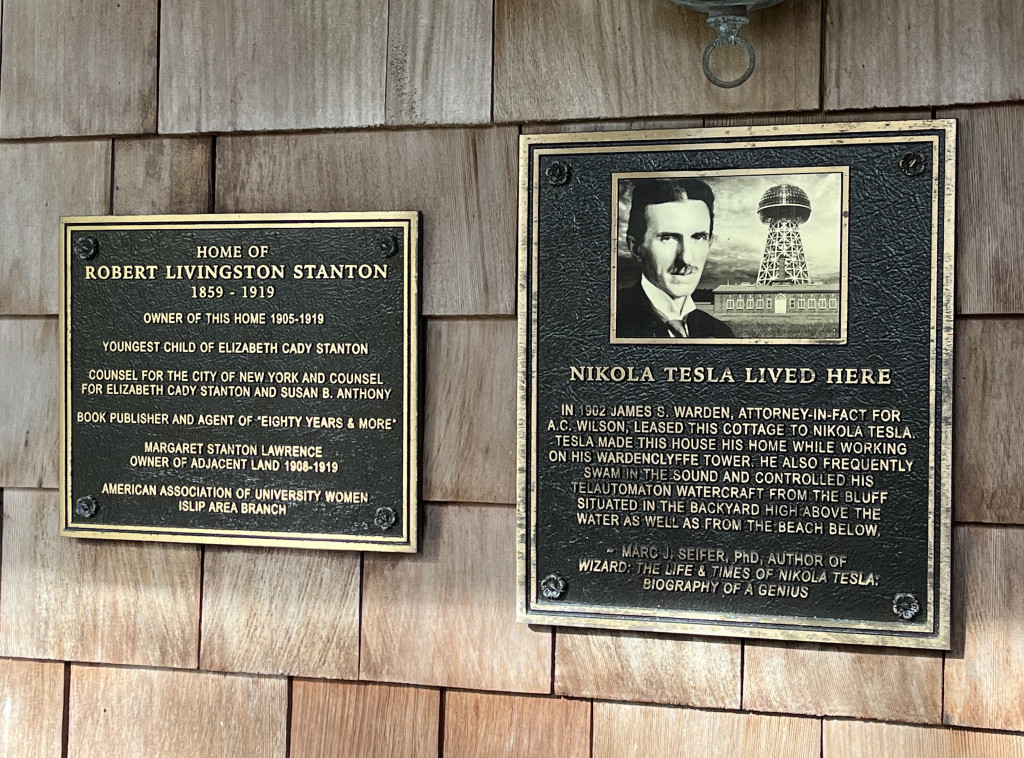 HOME OF
ROBERT LIVINGSTON STANTON
1859 - 1919
OWNER OF THIS HOME 1905-1919
YOUNGEST CHILD OF ELIZABETH CADY STANTON
COUNSEL FOR THE CITY OF NEW YORK AND COUNSEL
FOR ELIZABETH CADY STANTON AND SUSAN B. ANTHONY
BOOK PUBLISHER AND AGENT OF "EIGHTY YEARS & MORE"
MARGARET STANTON LAWRENCE
OWNER OF ADJACENT LAND 1908-1919
AMERICAN ASSOCIATION OF UNIVERSITY WOMEN
ISLIP AREA BRANCH
NIKOLA TESLA LIVED HERE
IN 1902 JAMES S. WARDEN, ATTORNEY-IN-FACT FOR
A.C. WILSON, LEASED THIS COTTAGE TO NIKOLA TESLA.
TESLA MADE THIS HOUSE HIS HOME WHILE WORKING
ON HIS WARDENCLYFFE TOWER. HE ALSO FREQUENTLY
SWAM IN THE SOUND AND CONTROLLED HIS
TELAUTOMATON WATERCRAFT FROM THE BLUFF
SITUATED IN THE BACKYARD HIGH ABOVE THE
WATER AS WELL AS FROM THE BEACH BELOW.
~ MARC J. SEIFER, PhD, AUTHOR OF
WIZARD: THE LIFE & TIMES OF NIKOLA TESLA:
BIOGRAPHY OF A GENIUS